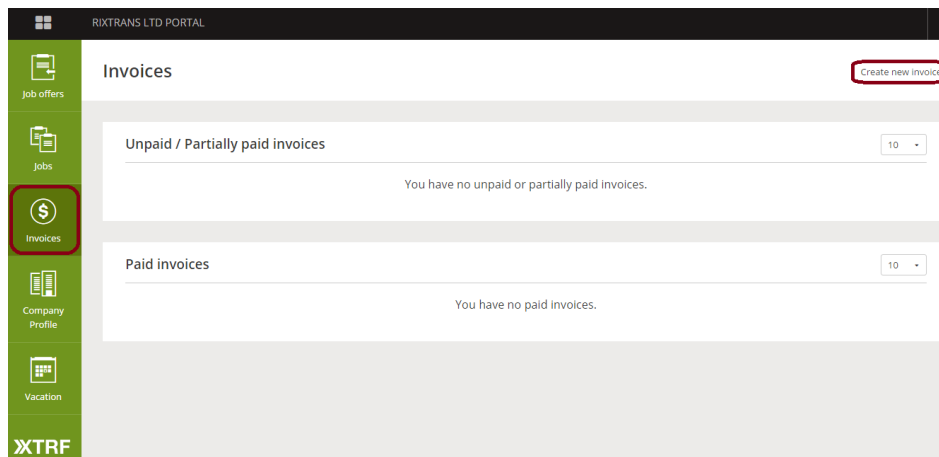 RIXTRANS LTD PORTAL
Job offers
Jobs
Invoices
Company
Profile
Vacation
XTRF
Invoices
Create new invoice
Unpaid / Partially paid invoices
10
You have no unpaid or partially paid invoices.
Paid invoices
10
You have no paid invoices.